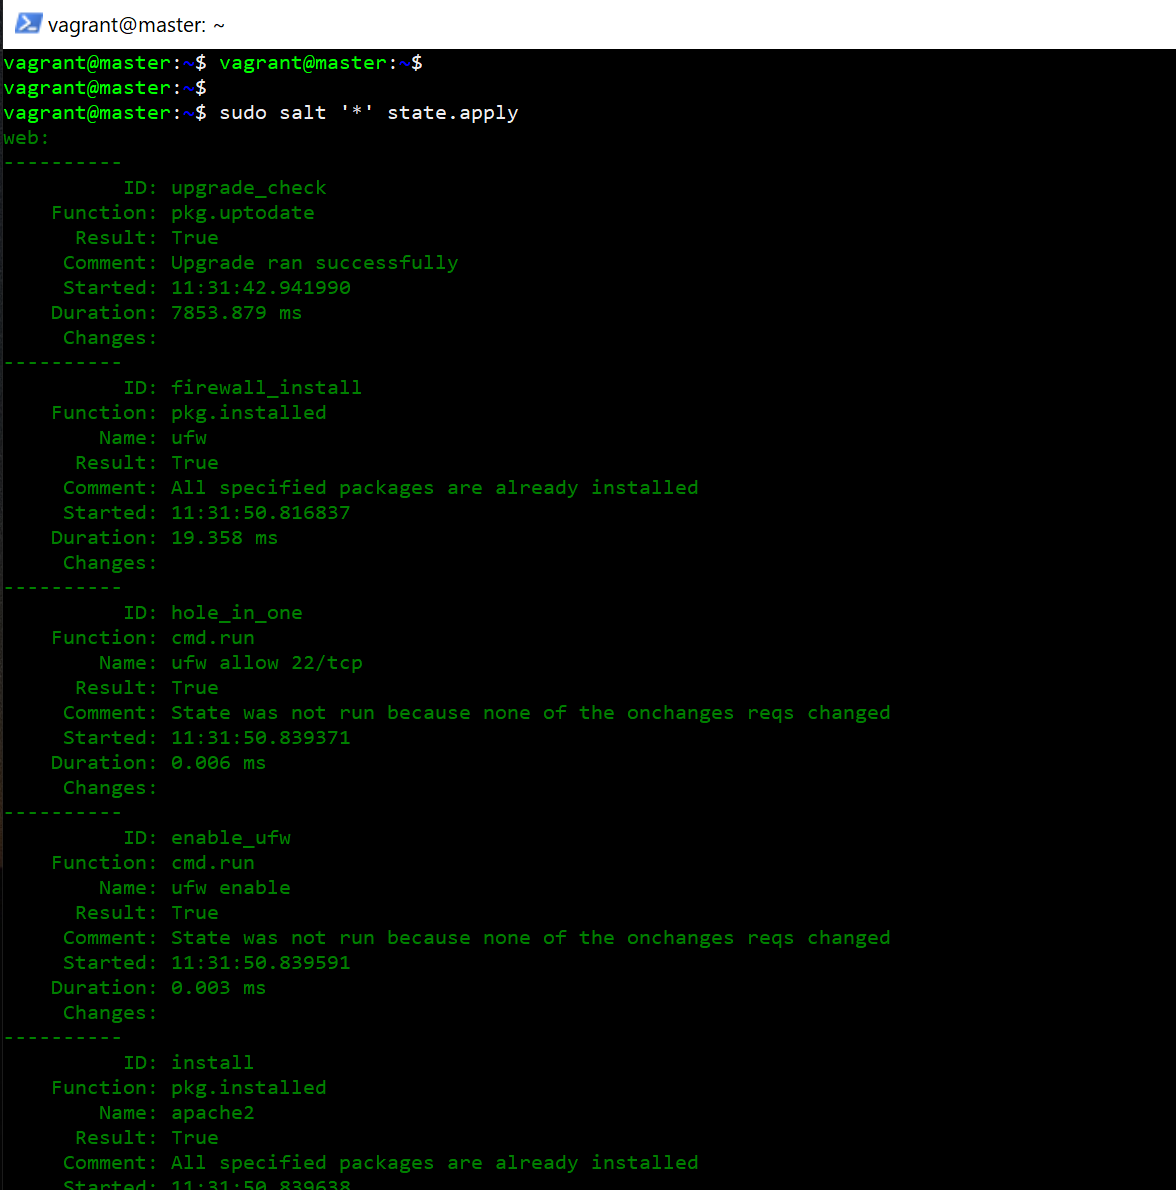 vagrant@master: ~
vagrant@master:~$ vagrant@master:~$
vagrant@master:~$
vagrant@master:~$ sudo salt '*' state.apply
web:
----------
ID: upgrade_check
Function: pkg.uptodate
Result: True
Comment: Upgrade ran successfully
Started: 11:31:42.941990
Duration: 7853.879 ms
Changes:
----------
ID: firewall_install
Function: pkg.installed
Name: ufw
Result: True
Comment: All specified packages are already installed
Started: 11:31:50.816837
Duration: 19.358 ms
Changes:
----------
ID: hole_in_one
Function: cmd.run
Name: ufw allow 22/tcp
Result: True
Comment: State was not run because none of the onchanges reqs changed
Started: 11:31:50.839371
Duration: 0.006 ms
Changes:
----------
ID: enable_ufw
Function: cmd.run
Name: ufw enable
Result: True
Comment: State was not run because none of the onchanges reqs changed
Started: 11:31:50.839591
Duration: 0.003 ms
Changes:
----------
ID: install
Function: pkg.installed
Name: apache2
Result: True
Comment: All specified packages are already installed
Started: 11:31:50.839638